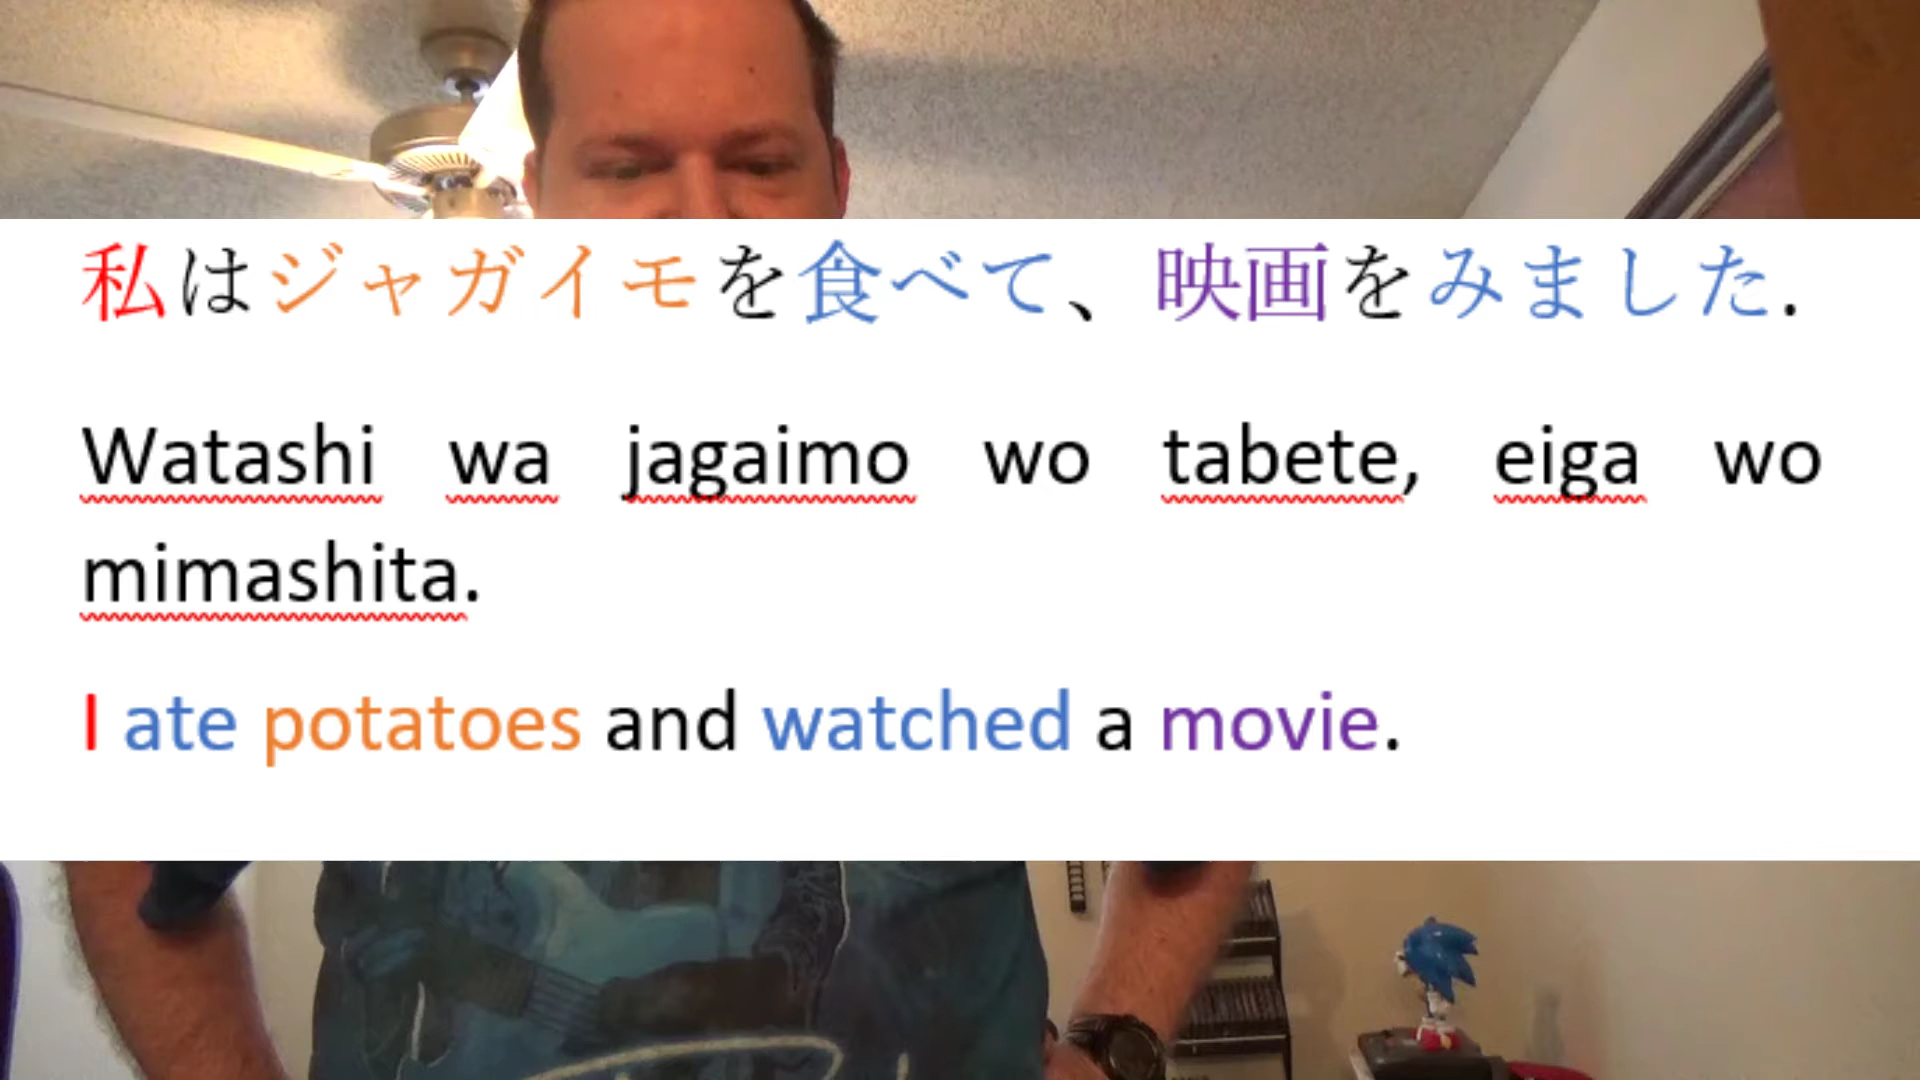 私はジャガイモを食べて、映画をみました.
Watashi wa jagaimo wo tabete, eiga wo
mimashita.
I ate potatoes and watched a movie.